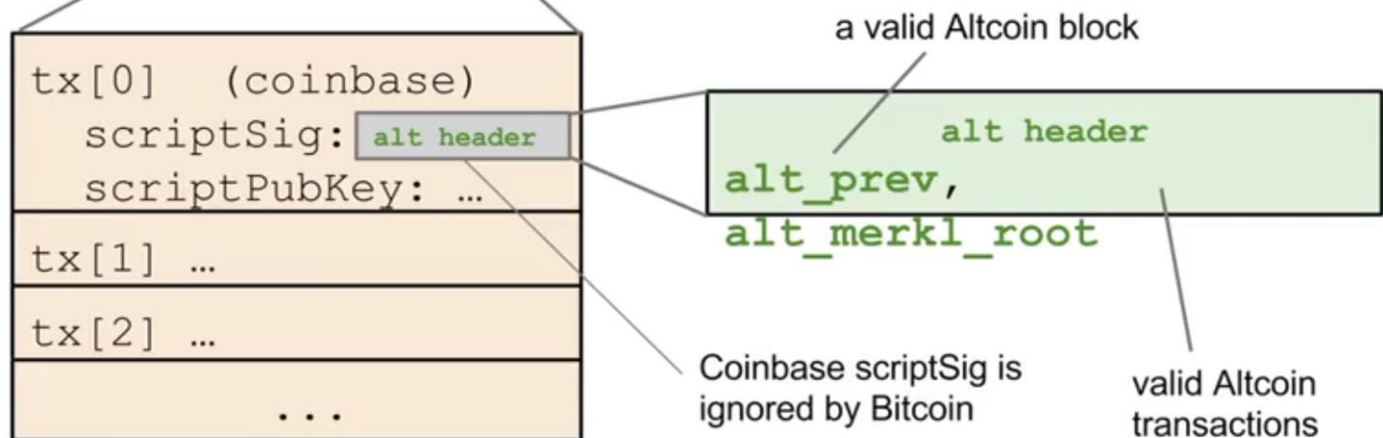 tx[0] (coinbase)
scriptSig: alt header
scriptPubKey: …
tx[1] …
tx[2] …
...
a valid Altcoin block
alt header
alt_prev,
alt_merkl_root
Coinbase scriptSig is
ignored by Bitcoin
valid Altcoin
transactions